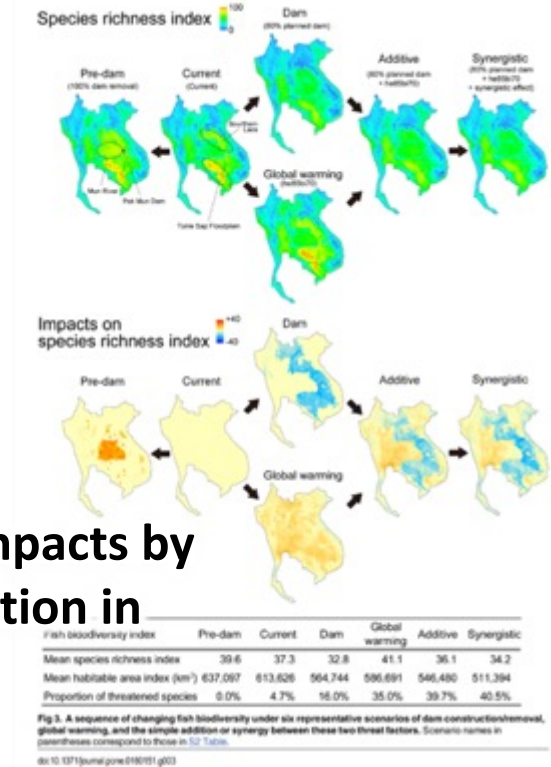 Species richness index
100
0
Dam
(80% planned dam)
Pre-dam
(100% dam removal)
Current
(Current)
Additive
(80% planned dam
+ he85b70)
Synergistic
(80% planned dam
+ he85b70
+ synergistic effect)
Southern
Laos
Global warming
(he85b70)
Mun River
Pak Mun Dam
Tonle Sap Floodplain
Impacts on
species richness index
+40
-40
Dam
Pre-dam
Current
Additive
Synergistic
Global warming
mpacts by
tion in
Fish biodiversity index Pre-dam Current Dam Global warming Additive Synergistic
Mean species richness index 39.6 37.3 32.8 41.1 36.1 34.2
Mean habitable area index (km²) 637,097 613,626 564,744 586,691 546,480 511,394
Proportion of threatened species 0.0% 4.7% 16.0% 35.0% 39.7% 40.5%
Fig 3. A sequence of changing fish biodiversity under six representative scenarios of dam construction/removal,
global warming, and the simple addition or synergy between these two threat factors. Scenario names in
parentheses correspond to those in S2 Table.
doi:10.1371/journal.pone.0160151.g003